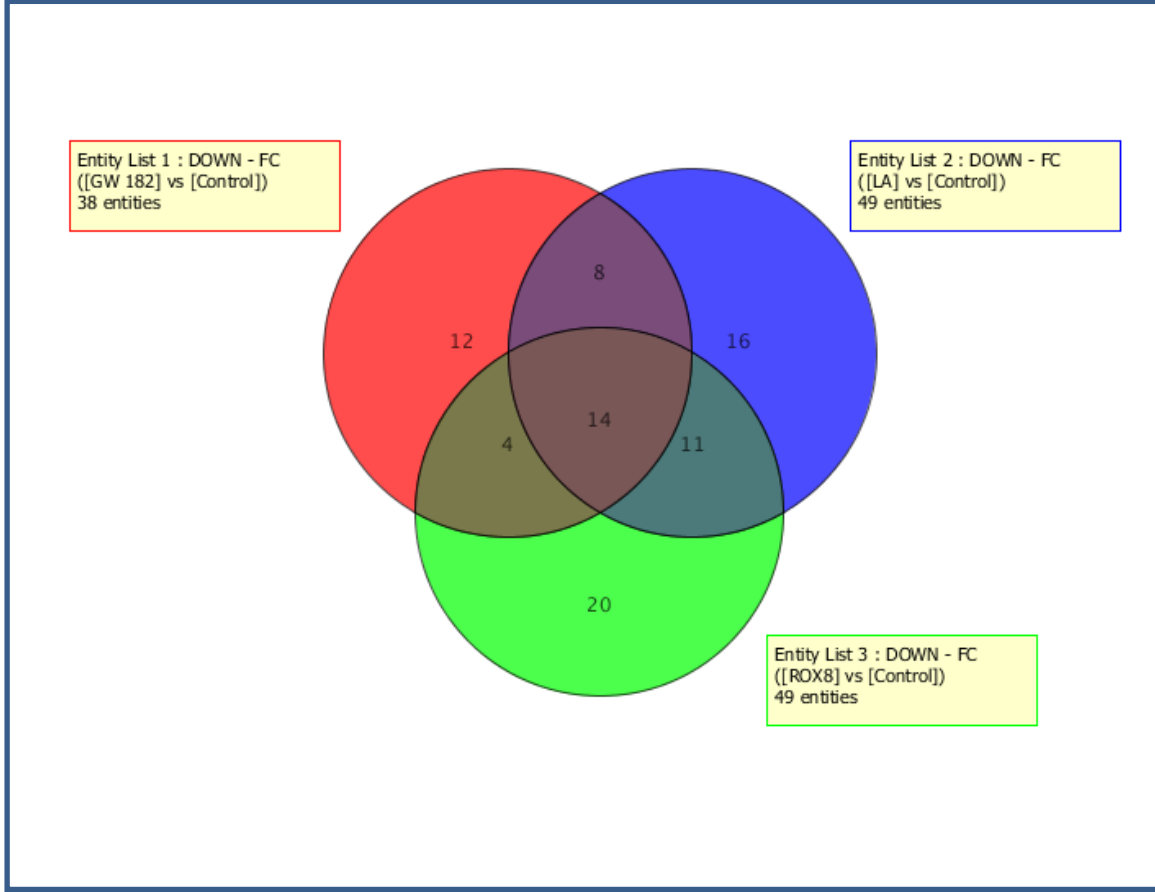 Entity List 1 : DOWN - FC
([GW 182] vs [Control])
38 entities
Entity List 2 : DOWN - FC
([LA] vs [Control])
49 entities
8
12
16
14
4
11
20
Entity List 3 : DOWN - FC
([ROX8] vs [Control])
49 entities